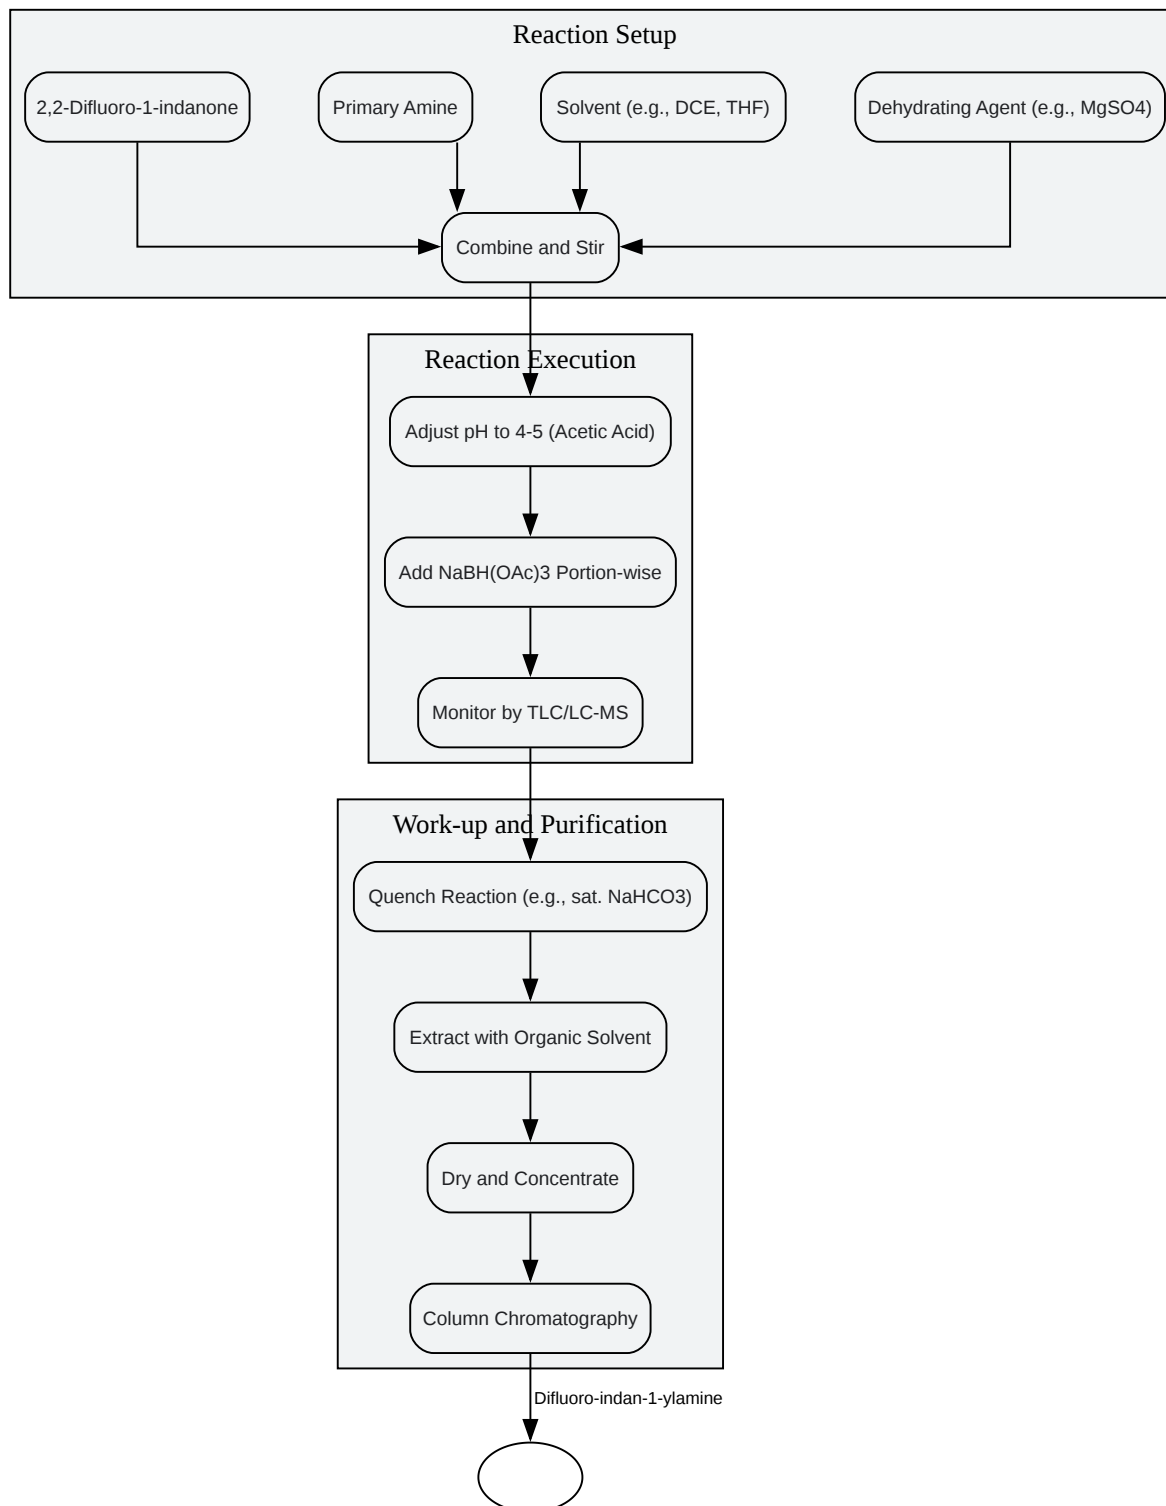 Reaction Setup
2,2-Difluoro-1-indanone
Primary Amine
Solvent (e.g., DCE, THF)
Dehydrating Agent (e.g., MgSO4)
Combine and Stir
Reaction Execution
Adjust pH to 4-5 (Acetic Acid)
Add NaBH(OAc)3 Portion-wise
Monitor by TLC/LC-MS
Work-up and Purification
Quench Reaction (e.g., sat. NaHCO3)
Extract with Organic Solvent
Dry and Concentrate
Column Chromatography
Difluoro-indan-1-ylamine